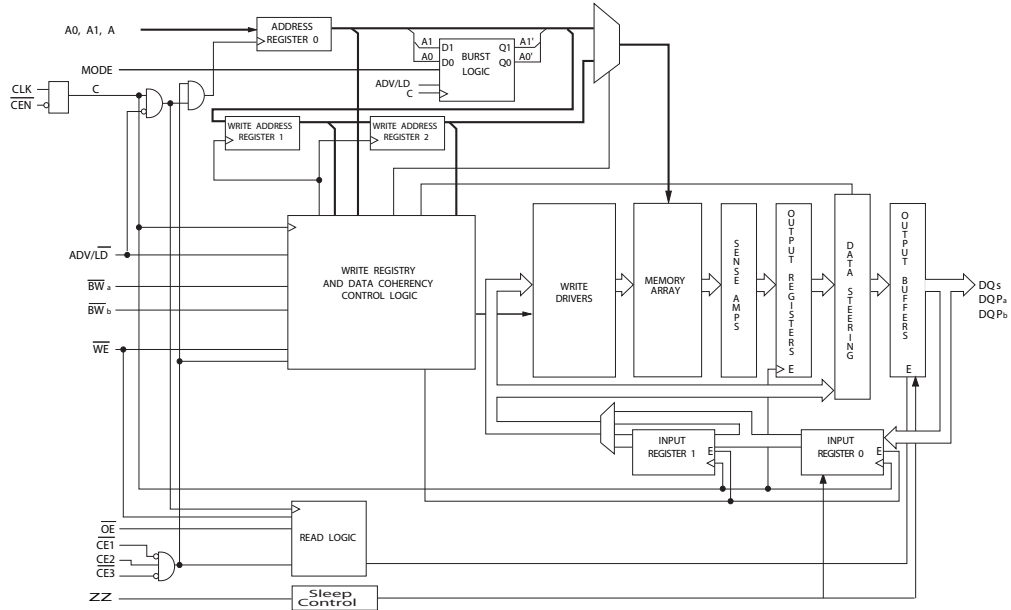 A0, A1, A
ADDRESS
REGISTER 0
A1
D1
Q1
A1'
A0
D0
Q0
A0'
BURST
LOGIC
MODE
ADV/LD
C
CLK
C
CEN
WRITE ADDRESS
REGISTER 1
WRITE ADDRESS
REGISTER 2
ADV/LD
BWa
BWb
WE
WRITE REGISTRY
AND DATA COHERENCY
CONTROL LOGIC
WRITE
DRIVERS
MEMORY
ARRAY
SENSE AMPS
OUTPUT REGISTERS
E
DATA STEERING
OUTPUT BUFFERS
E
DQs
DQPa
DQPb
INPUT
REGISTER 1
E
INPUT
REGISTER 0
E
OE
CE1
CE2
CE3
READ LOGIC
ZZ
Sleep
Control